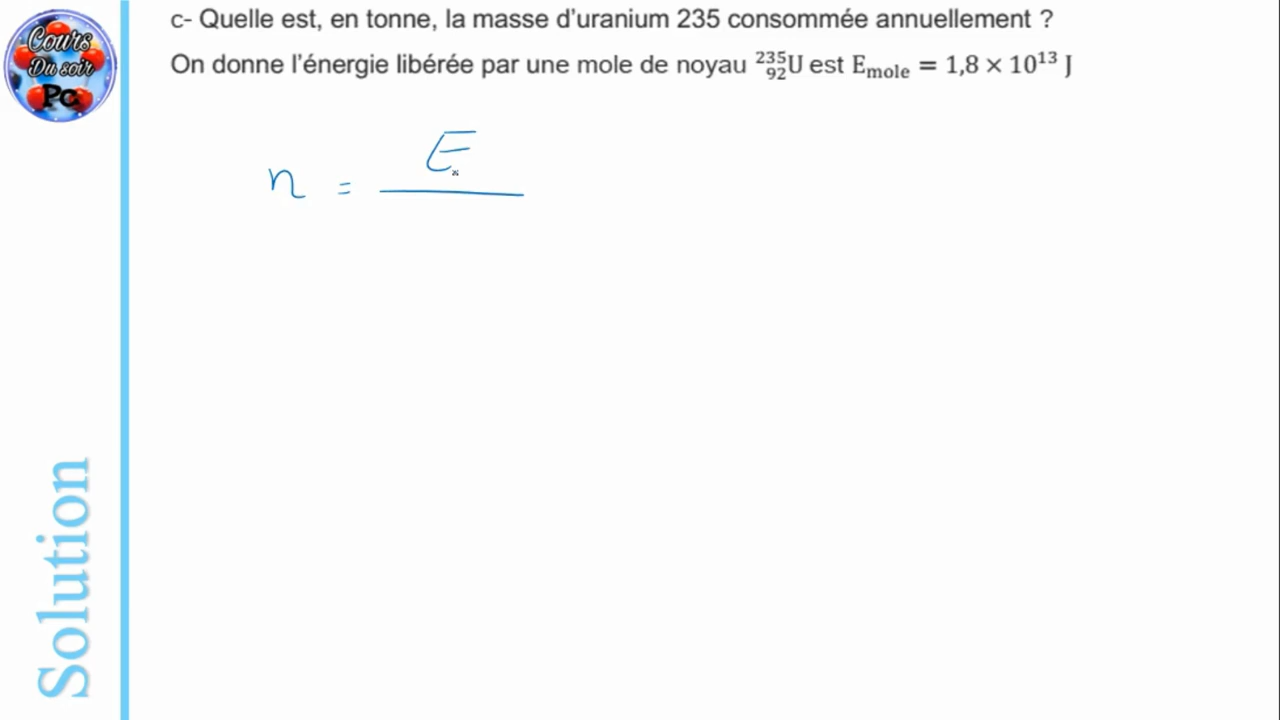 c- Quelle est, en tonne, la masse d’uranium 235 consommée annuellement ?
On donne l’énergie libérée par une mole de noyau ²³⁵₉₂U est Eₘₒₗₑ = 1,8 × 10¹³ J
Cours
Du soir
PC
n = E
Solution